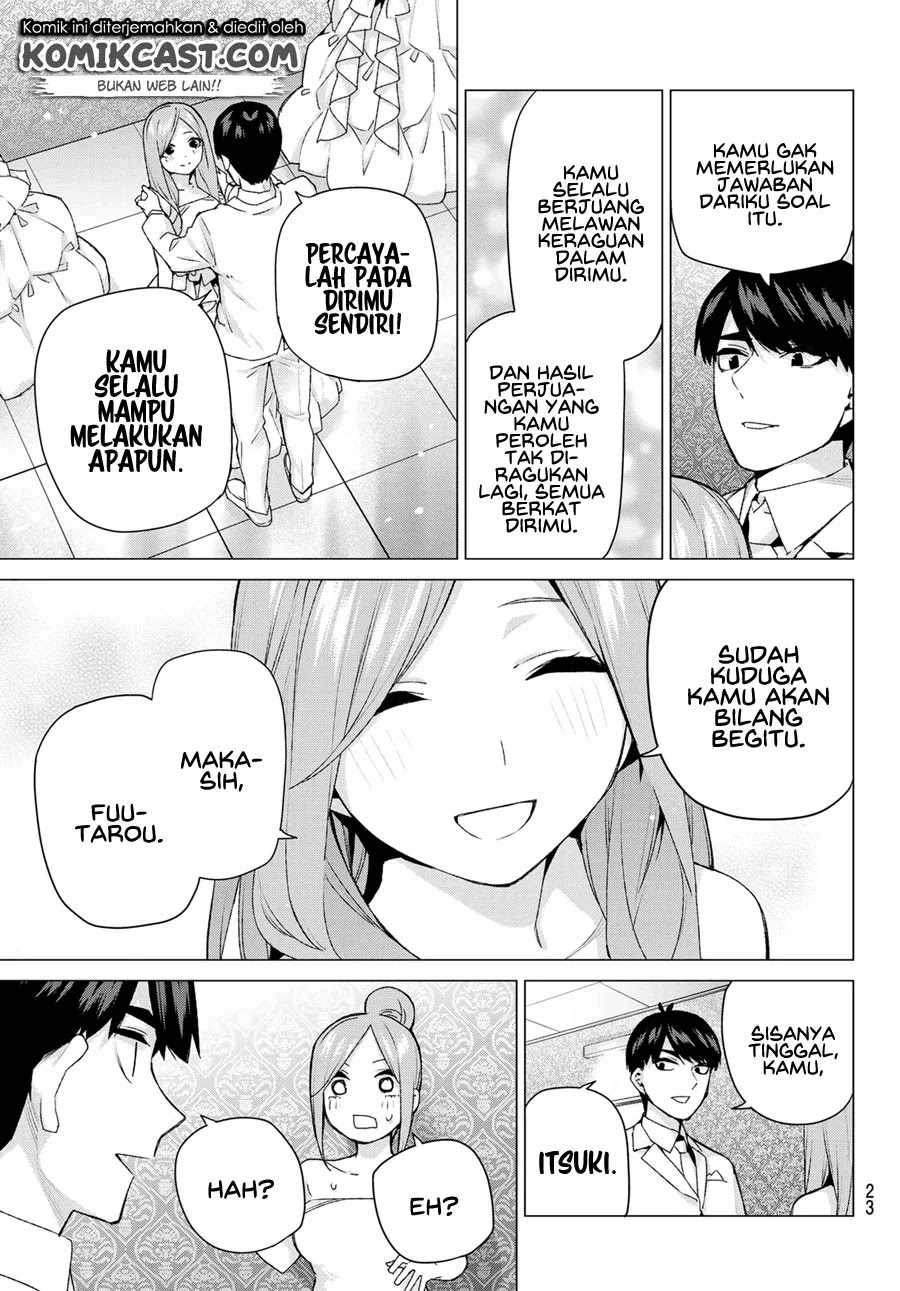 Komik ini diterjemahkan & diedit oleh
KOMIKCAST.COM
BUKAN WEB LAIN!!
KAMU GAK
MEMERLUKAN
JAWABAN
DARIKU SOAL
ITU.
KAMU
SELALU
BERJUANG
MELAWAN
KERAGUAN
DALAM
DIRIMU.
DAN HASIL
PERJUA-
NGAN YANG
KAMU
PEROLEH
TAK DI-
RAGUKAN
LAGI, SEMUA
BERKAT
DIRIMU.
PERCAYA-
LAH PADA
DIRIMU
SENDIRI!
KAMU
SELALU
MAMPU
MELAKUKAN
APAPUN.
SUDAH
KUDUGA
KAMU AKAN
BILANG
BEGITU.
MAKA-
SIH,
FUU-
TAROU.
SISANYA
TINGGAL,
KAMU,
ITSUKI.
EH?
HAH?
23